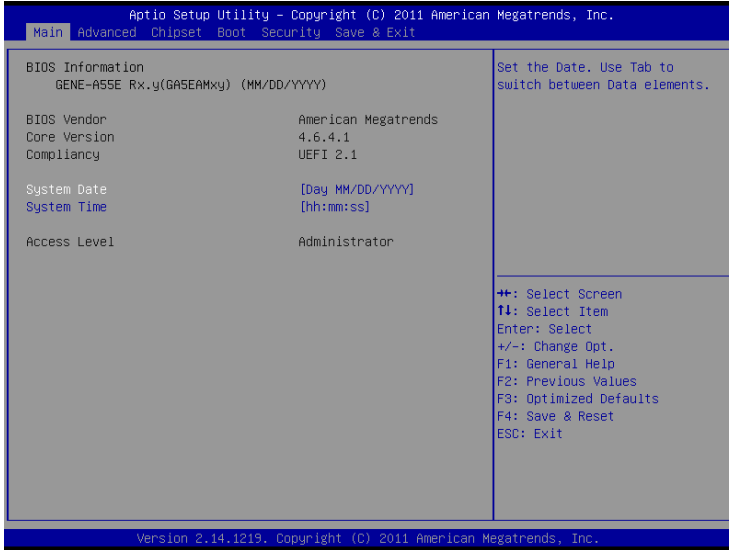 Aptio Setup Utility – Copyright (C) 2011 American Megatrends, Inc.
Main Advanced Chipset Boot Security Save & Exit
BIOS Information
GENE-A55E Rx.y(GA5EAMxy) (MM/DD/YYYY)
BIOS Vendor American Megatrends
Core Version 4.6.4.1
Compliancy UEFI 2.1
System Date [Day MM/DD/YYYY]
System Time [hh:mm:ss]
Access Level Administrator
Set the Date. Use Tab to
switch between Data elements.
→←: Select Screen
↑↓: Select Item
Enter: Select
+/-: Change Opt.
F1: General Help
F2: Previous Values
F3: Optimized Defaults
F4: Save & Reset
ESC: Exit
Version 2.14.1219. Copyright (C) 2011 American Megatrends, Inc.